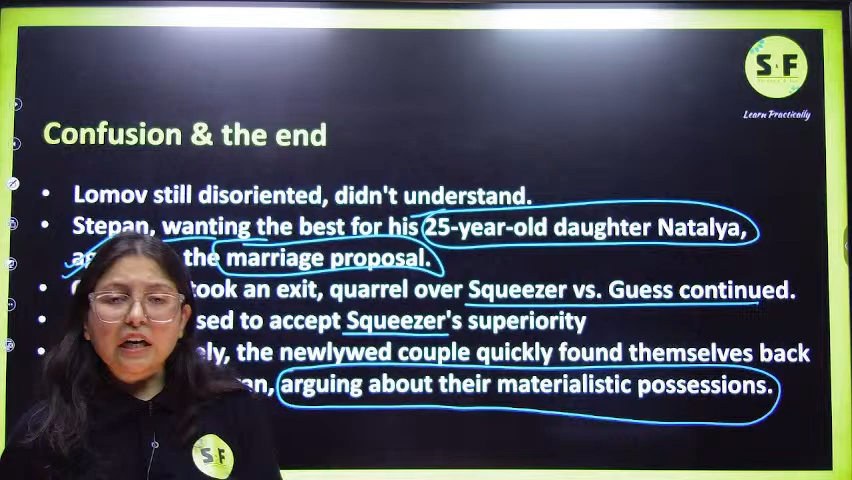 S&F
Learn Practically
Confusion & the end
• Lomov still disoriented, didn't understand.
• Stepan, wanting the best for his 25-year-old daughter Natalya,
the marriage proposal.
took an exit, quarrel over Squeezer vs. Guess continued.
to accept Squeezer's superiority
the newlywed couple quickly found themselves back
arguing about their materialistic possessions.
S&F